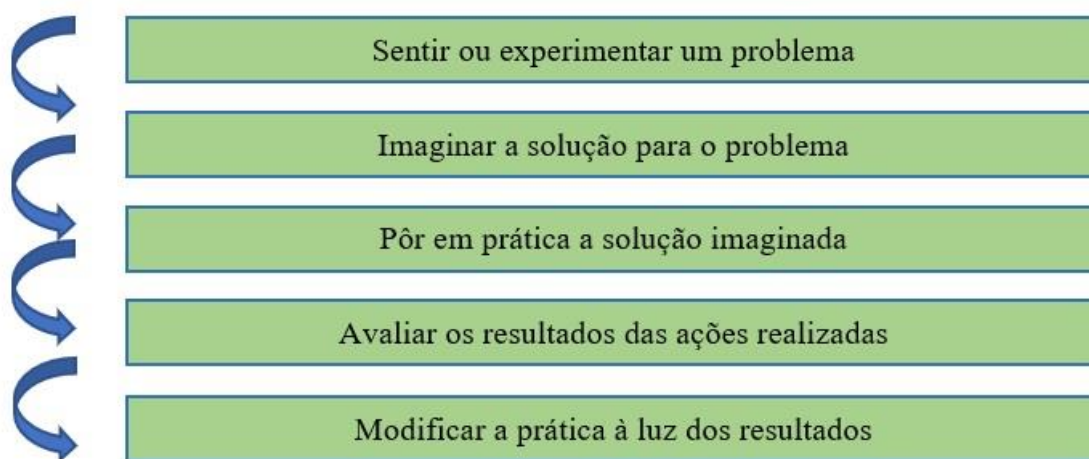 Sentir ou experimentar um problema
Imaginar a solução para o problema
Pôr em prática a solução imaginada
Avaliar os resultados das ações realizadas
Modificar a prática à luz dos resultados